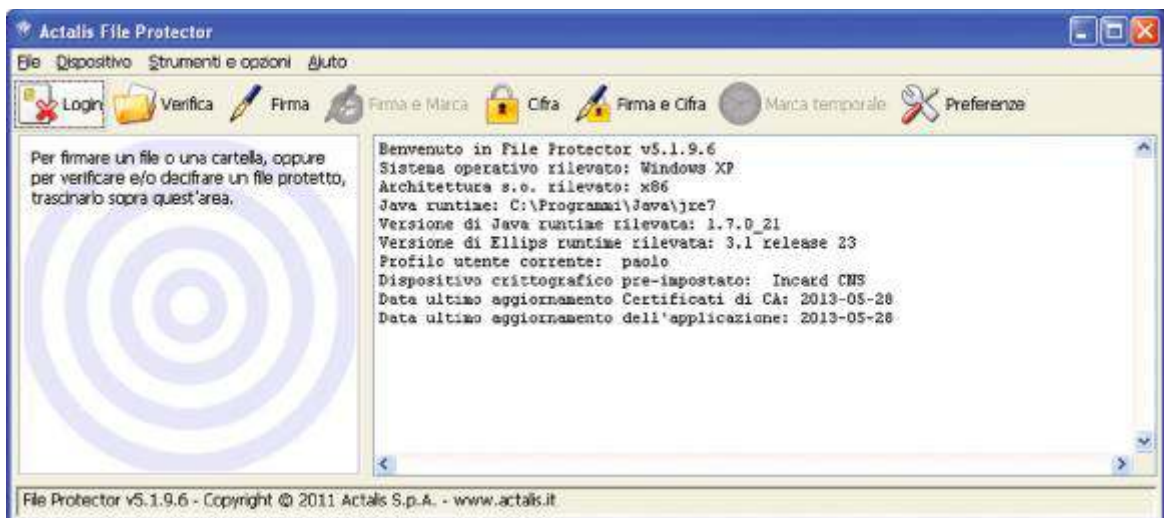 Actalis File Protector
File Dispositivo Strumenti e opzioni Aiuto
Login Verifica Firma Firma e Marca Cifra Firma e Cifra Marca temporale Preferenze
Per firmare un file o una cartella, oppure
per verificare e/o decifrare un file protetto,
trascinarlo sopra quest'area.
Benvenuto in File Protector v5.1.9.6
Sistema operativo rilevato: Windows XP
Architettura s.o. rilevato: x86
Java runtime: C:\Programmi\Java\jre7
Versione di Java runtime rilevata: 1.7.0_21
Versione di Ellips runtime rilevata: 3.1 release 23
Profilo utente corrente: paolo
Dispositivo crittografico pre-impostato: Incard CNS
Data ultimo aggiornamento Certificati di CA: 2013-05-28
Data ultimo aggiornamento dell'applicazione: 2013-05-28
File Protector v5.1.9.6 - Copyright © 2011 Actalis S.p.A. - www.actalis.it